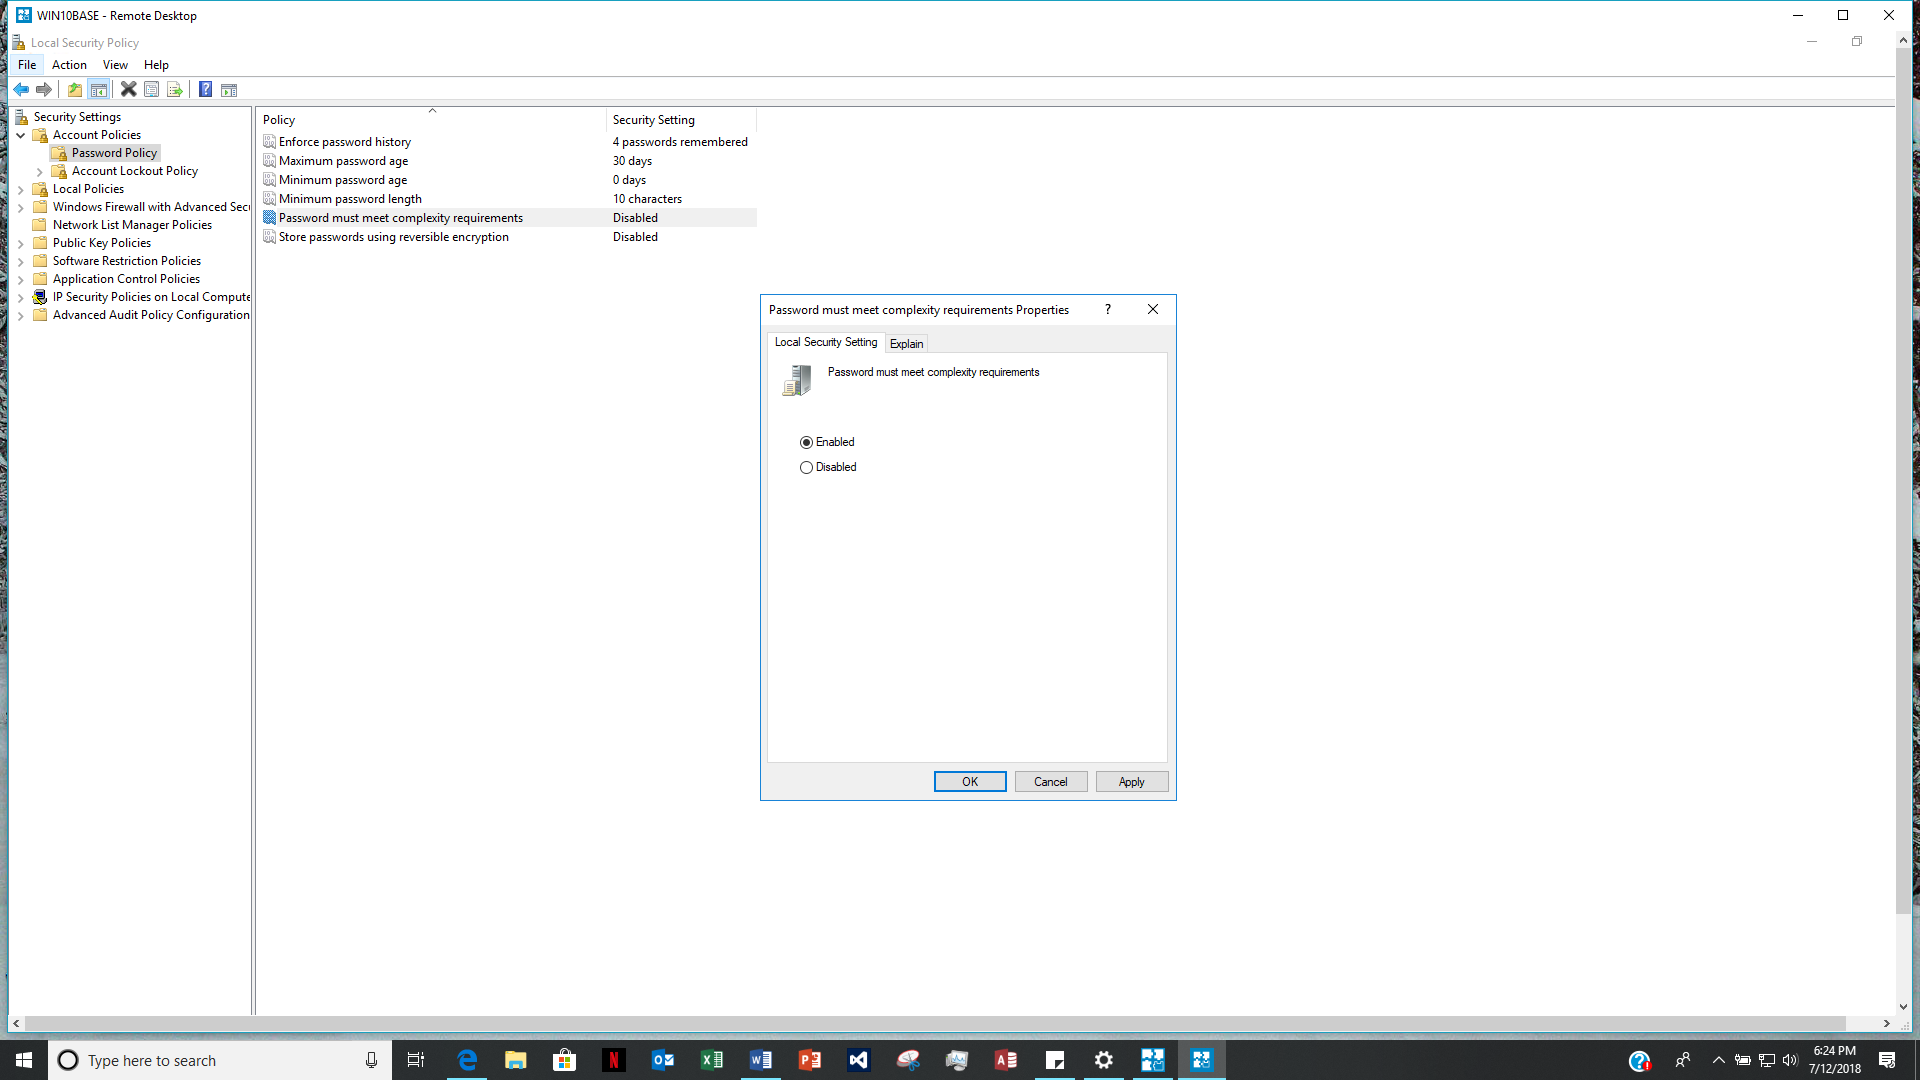 WIN10BASE - Remote Desktop
Local Security Policy
File Action View Help
Security Settings
Account Policies
Password Policy
Account Lockout Policy
Local Policies
Windows Firewall with Advanced Secu
Network List Manager Policies
Public Key Policies
Software Restriction Policies
Application Control Policies
IP Security Policies on Local Compute
Advanced Audit Policy Configuration
Policy Security Setting
Enforce password history 4 passwords remembered
Maximum password age 30 days
Minimum password age 0 days
Minimum password length 10 characters
Password must meet complexity requirements Disabled
Store passwords using reversible encryption Disabled
Password must meet complexity requirements Properties ?
Local Security Setting Explain
Password must meet complexity requirements
Enabled
Disabled
OK Cancel Apply
Type here to search
6:24 PM
7/12/2018